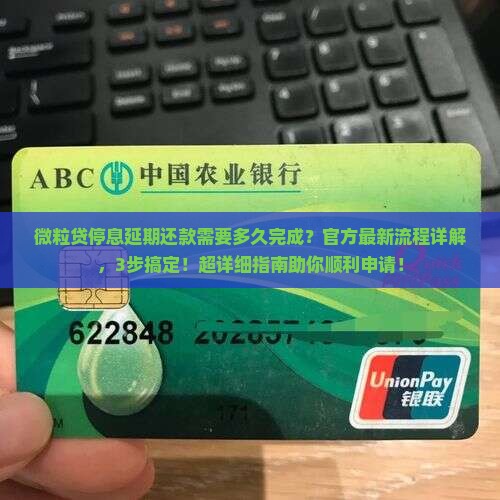 ABC 中国农业银行
微粒贷停息延期还款需要多久完成？官方最新流程详解
，3步搞定！超详细指南助你顺利申请！
622848
171
UnionPay
银联